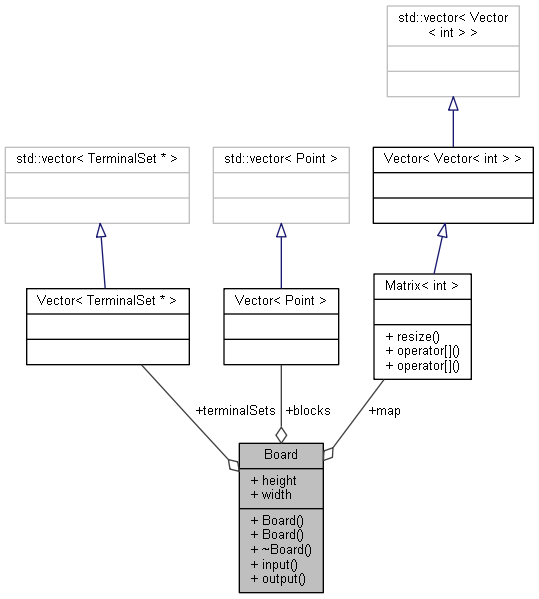 std::vector< Vector
< int > >
std::vector< TerminalSet * >
std::vector< Point >
Vector< Vector< int > >
Vector< TerminalSet * >
Vector< Point >
Matrix< int >
+ resize()
+ operator[]()
+ operator[]()
+terminalSets
+blocks
+map
Board
+ height
+ width
+ Board()
+ Board()
+ ~Board()
+ input()
+ output()